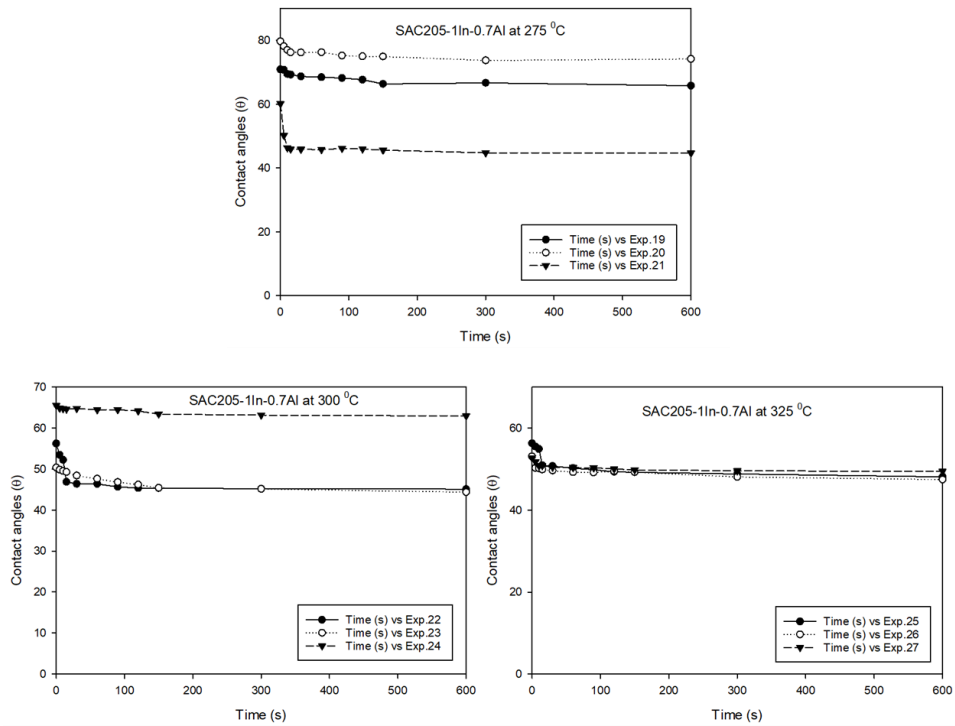 SAC205-1In-0.7Al at 275 ⁰C
80
60
40
20
0
Contact angles (θ)
Time (s) vs Exp.19
Time (s) vs Exp.20
Time (s) vs Exp.21
0 100 200 300 400 500 600
Time (s)
SAC205-1In-0.7Al at 300 ⁰C
70
60
50
40
30
20
10
0
Contact angles (θ)
Time (s) vs Exp.22
Time (s) vs Exp.23
Time (s) vs Exp.24
0 100 200 300 400 500 600
Time (s)
SAC205-1In-0.7Al at 325 ⁰C
60
40
20
0
Contact angles (θ)
Time (s) vs Exp.25
Time (s) vs Exp.26
Time (s) vs Exp.27
0 100 200 300 400 500 600
Time (s)